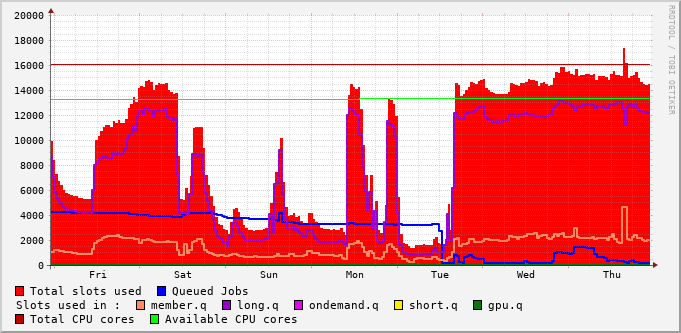 20000
18000
16000
14000
12000
10000
8000
6000
4000
2000
0
Fri Sat Sun Mon Tue Wed Thu
RRDTOOL / TOBI OETIKER
Total slots used Queued Jobs
Slots used in : member.q long.q ondemand.q short.q gpu.q
Total CPU cores Available CPU cores